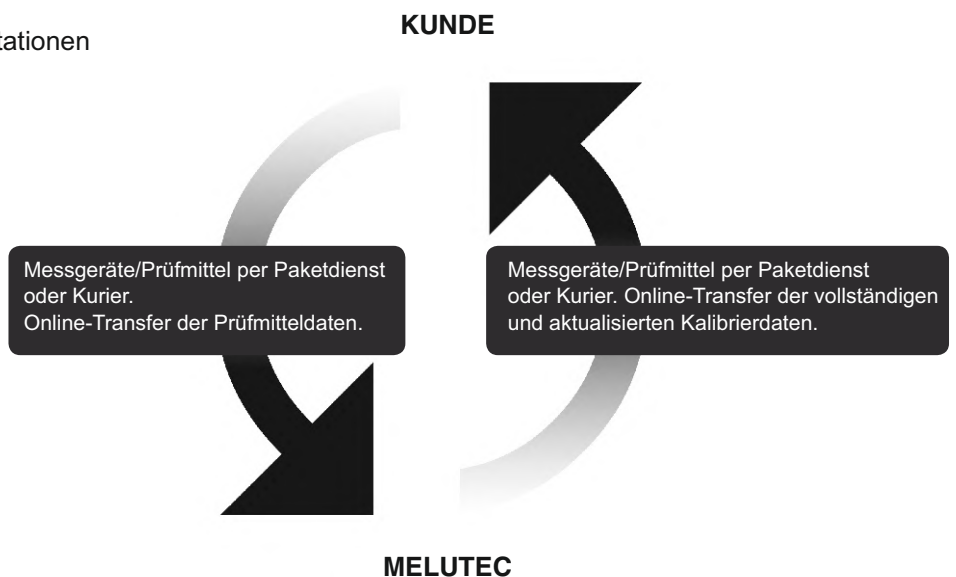 KUNDE
Messgeräte/Prüfmittel per Paketdienst
oder Kurier.
Online-Transfer der Prüfmitteldaten.
Messgeräte/Prüfmittel per Paketdienst
oder Kurier. Online-Transfer der vollständigen
und aktualisierten Kalibrierdaten.
MELUTEC